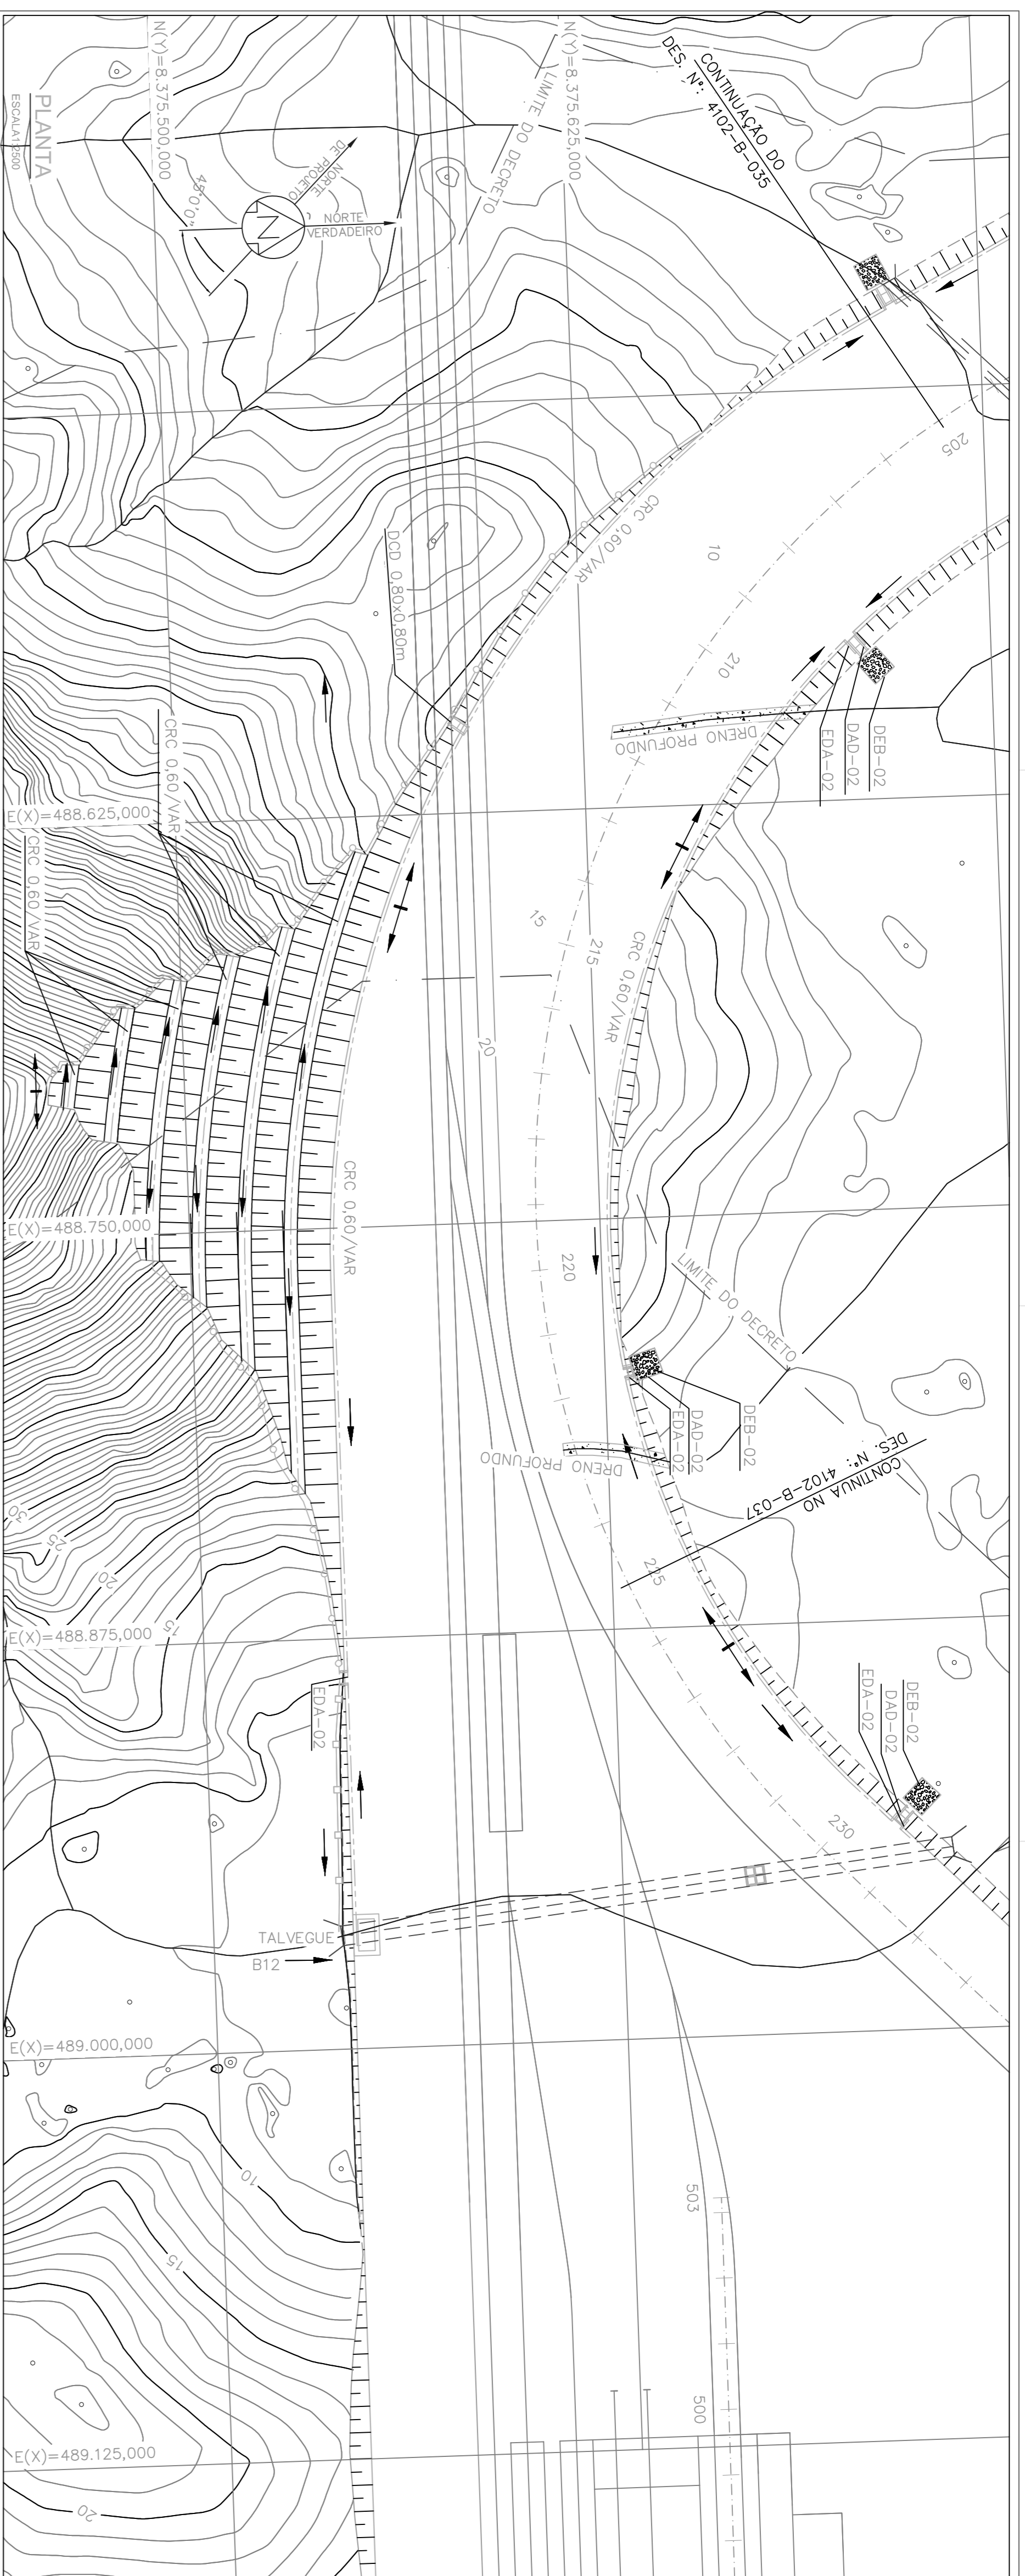 N(Y)=8.375.500,000
N(Y)=8.375.625,000
LIMITE DO DECRETO
CONTINUAÇÃO DO
DES. Nº: 4102-B-035
PLANTA
ESCALA1:2500
45°0'0"
NORTE
DE PROJETO
NORTE
VERDADEIRO
N
205
CRC 0,60/VAR
10
DCD 0,80x0,80m
210
DRENO PROFUNDO
EDA-02
DAD-02
DEB-02
CRC 0,60/VAR
E(X)=488.625,000
CRC 0,60/VAR
15
215
CRC 0,60/VAR
20
CRC 0,60/VAR
E(X)=488.750,000
220
LIMITE DO DECRETO
EDA-02
DAD-02
DEB-02
DRENO PROFUNDO
CONTINUA NO
DES. Nº: 4102-B-037
30
25
20
15
225
E(X)=488.875,000
EDA-02
EDA-02
DAD-02
DEB-02
230
TALVEGUE
B12
E(X)=489.000,000
10
15
503
500
E(X)=489.125,000
20